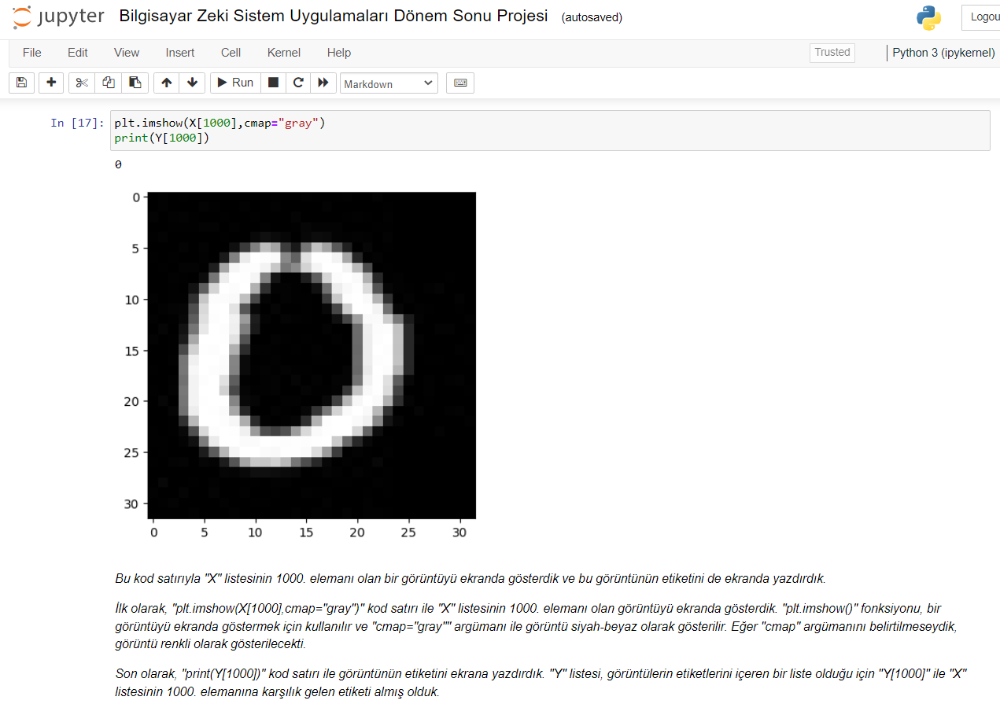 jupyter Bilgisayar Zeki Sistem Uygulamaları Dönem Sonu Projesi (autosaved)
Logou
File Edit View Insert Cell Kernel Help
Trusted
Python 3 (ipykernel)
Run
Markdown
In [17]: plt.imshow(X[1000],cmap="gray")
print(Y[1000])
0
0
5
10
15
20
25
30
0 5 10 15 20 25 30
Bu kod satırıyla "X" listesinin 1000. elemanı olan bir görüntüyü ekranda gösterdik ve bu görüntünün etiketini de ekranda yazdırdık.
İlk olarak, "plt.imshow(X[1000],cmap="gray")" kod satırı ile "X" listesinin 1000. elemanı olan görüntüyü ekranda gösterdik. "plt.imshow()" fonksiyonu, bir
görüntüyü ekranda göstermek için kullanılır ve "cmap="gray"" argümanı ile görüntü siyah-beyaz olarak gösterilir. Eğer "cmap" argümanını belirtilmeseydik,
görüntü renkli olarak gösterilecekti.
Son olarak, "print(Y[1000])" kod satırı ile görüntünün etiketini ekrana yazdırdık. "Y" listesi, görüntülerin etiketlerini içeren bir liste olduğu için "Y[1000]" ile "X"
listesinin 1000. elemanına karşılık gelen etiketi almış olduk.